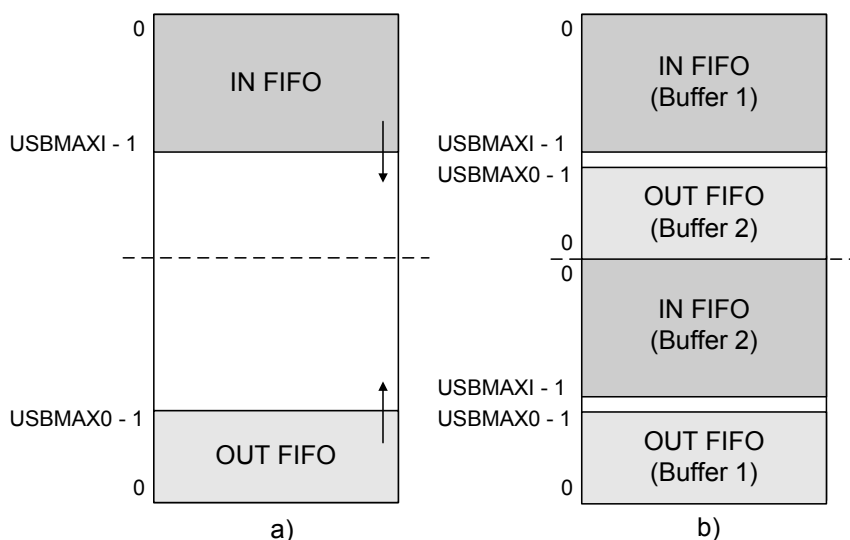 0
IN FIFO
USBMAXI - 1
USBMAX0 - 1
OUT FIFO
0
a)
0
IN FIFO
(Buffer 1)
USBMAXI - 1
USBMAX0 - 1
OUT FIFO
(Buffer 2)
0
0
IN FIFO
(Buffer 2)
USBMAXI - 1
USBMAX0 - 1
OUT FIFO
(Buffer 1)
0
b)